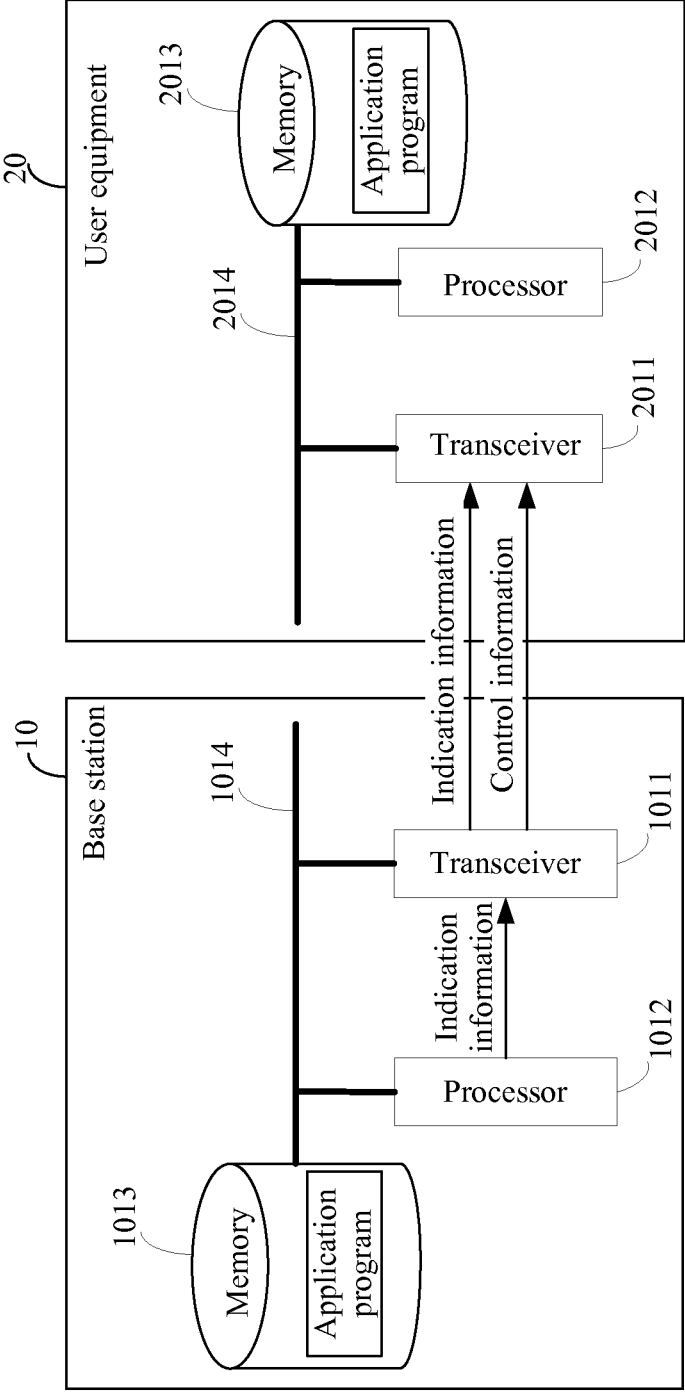 10
Base station
1013
Memory
Application
program
1014
Processor
1012
Indication
information
Transceiver
1011
Indication information
Control information
20
User equipment
2014
Transceiver
2011
Processor
2012
2013
Memory
Application
program